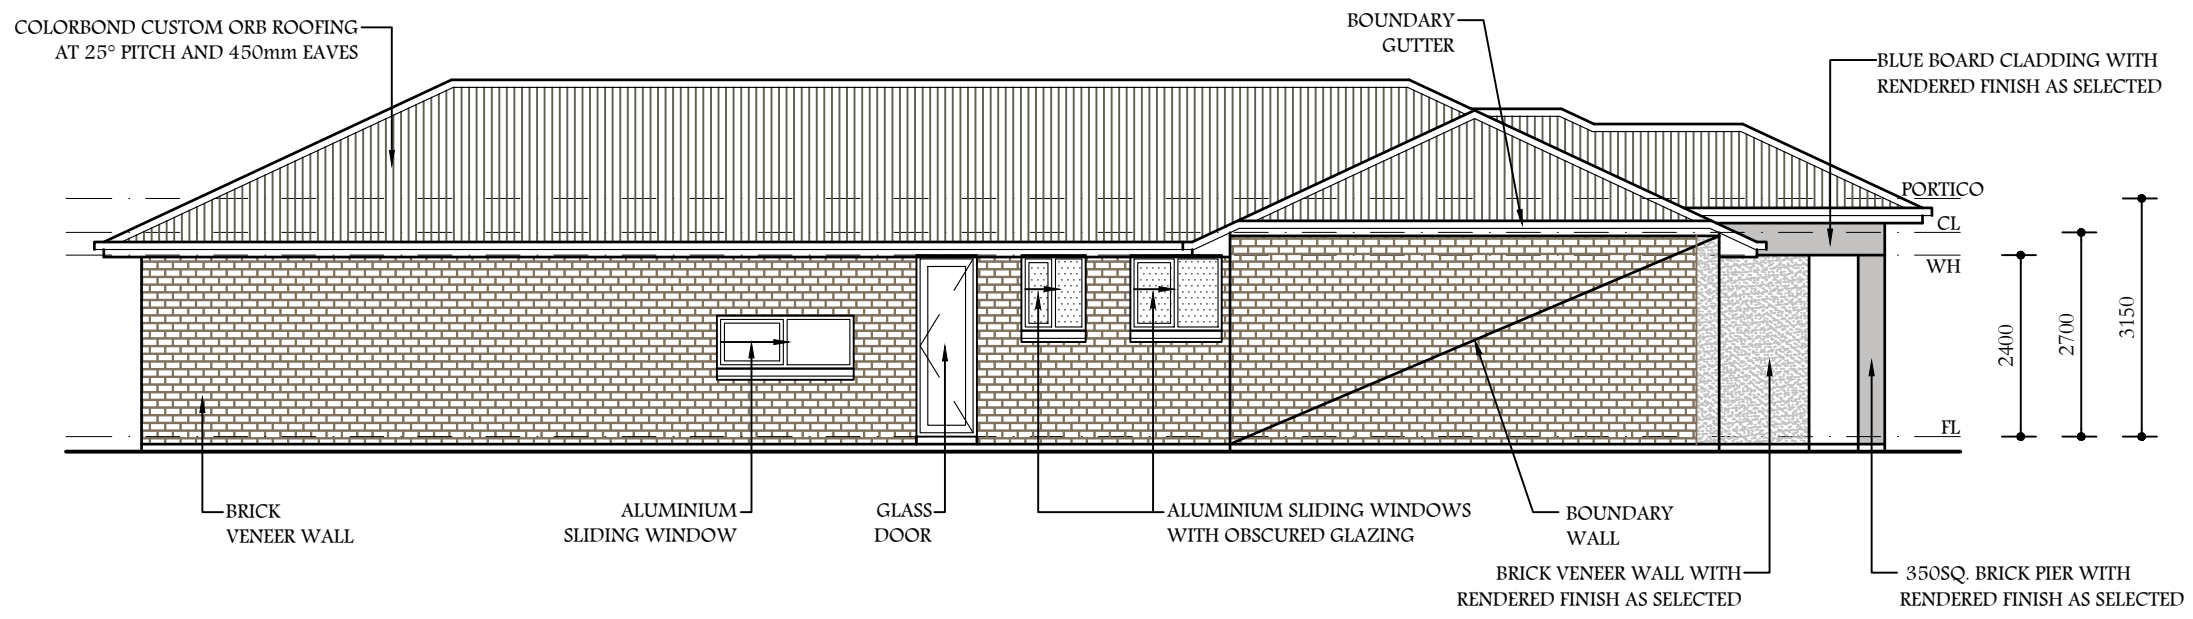 COLORBOND CUSTOM ORB ROOFING
AT 25° PITCH AND 450mm EAVES
BOUNDARY
GUTTER
BLUE BOARD CLADDING WITH
RENDERED FINISH AS SELECTED
PORTICO
CL
WH
FL
2400
2700
3150
BRICK
VENEER WALL
ALUMINIUM
SLIDING WINDOW
GLASS
DOOR
ALUMINIUM SLIDING WINDOWS
WITH OBSCURED GLAZING
BOUNDARY
WALL
BRICK VENEER WALL WITH
RENDERED FINISH AS SELECTED
350SQ. BRICK PIER WITH
RENDERED FINISH AS SELECTED